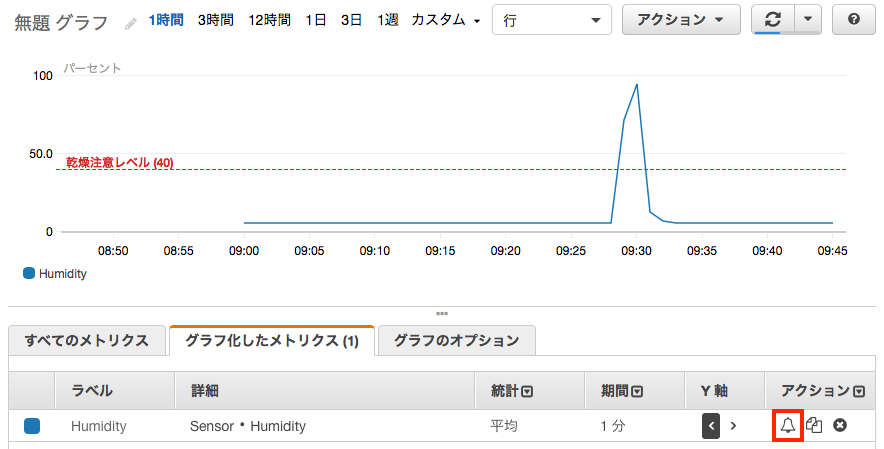 無題 グラフ 1時間 3時間 12時間 1日 3日 1週 カスタム 行 アクション
パーセント
100
50.0
乾燥注意レベル (40)
0
08:50 08:55 09:00 09:05 09:10 09:15 09:20 09:25 09:30 09:35 09:40 09:45
Humidity
すべてのメトリクス グラフ化したメトリクス (1) グラフのオプション
ラベル 詳細 統計 期間 Y 軸 アクション
Humidity Sensor • Humidity 平均 1 分